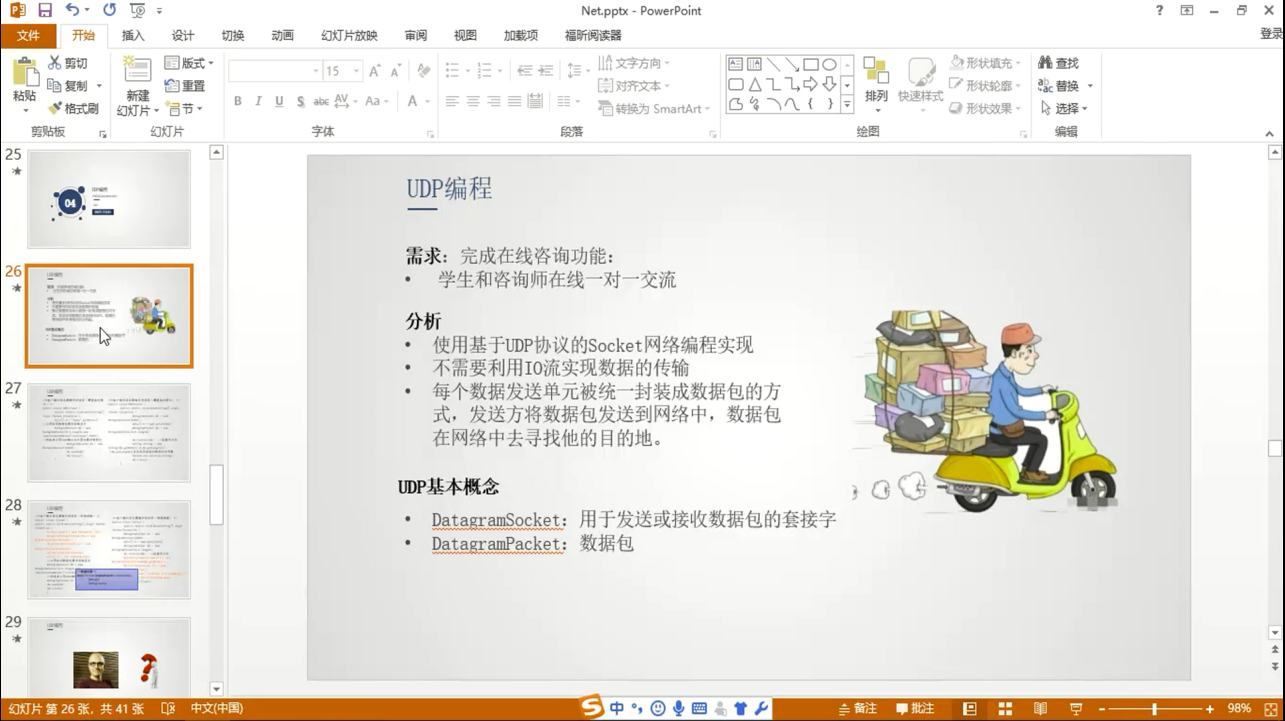 Net.pptx - PowerPoint
?
文件
开始
插入
设计
切换
动画
幻灯片放映
审阅
视图
加载项
福昕阅读器
登录
粘贴
剪切
复制
格式刷
剪贴板
新建
幻灯片
版式
重置
节
幻灯片
15
B I U S abc AV Aa A
字体
文字方向
对齐文本
转换为 SmartArt
段落
排列
快速样式
形状填充
形状轮廓
形状效果
绘图
查找
替换
选择
编辑
25
04
UDP编程
26
27
28
29
UDP编程
需求：完成在线咨询功能：
• 学生和咨询师在线一对一交流
分析
• 使用基于UDP协议的Socket网络编程实现
• 不需要利用IO流实现数据的传输
• 每个数据发送单元被统一封装成数据包的方
式，发送方将数据包发送到网络中，数据包
在网络中去寻找他的目的地。
UDP基本概念
• DatagramSocket：用于发送或接收数据包的套接字
• DatagramPacket：数据包
幻灯片 第 26 张，共 41 张
中文(中国)
中
备注
批注
98%